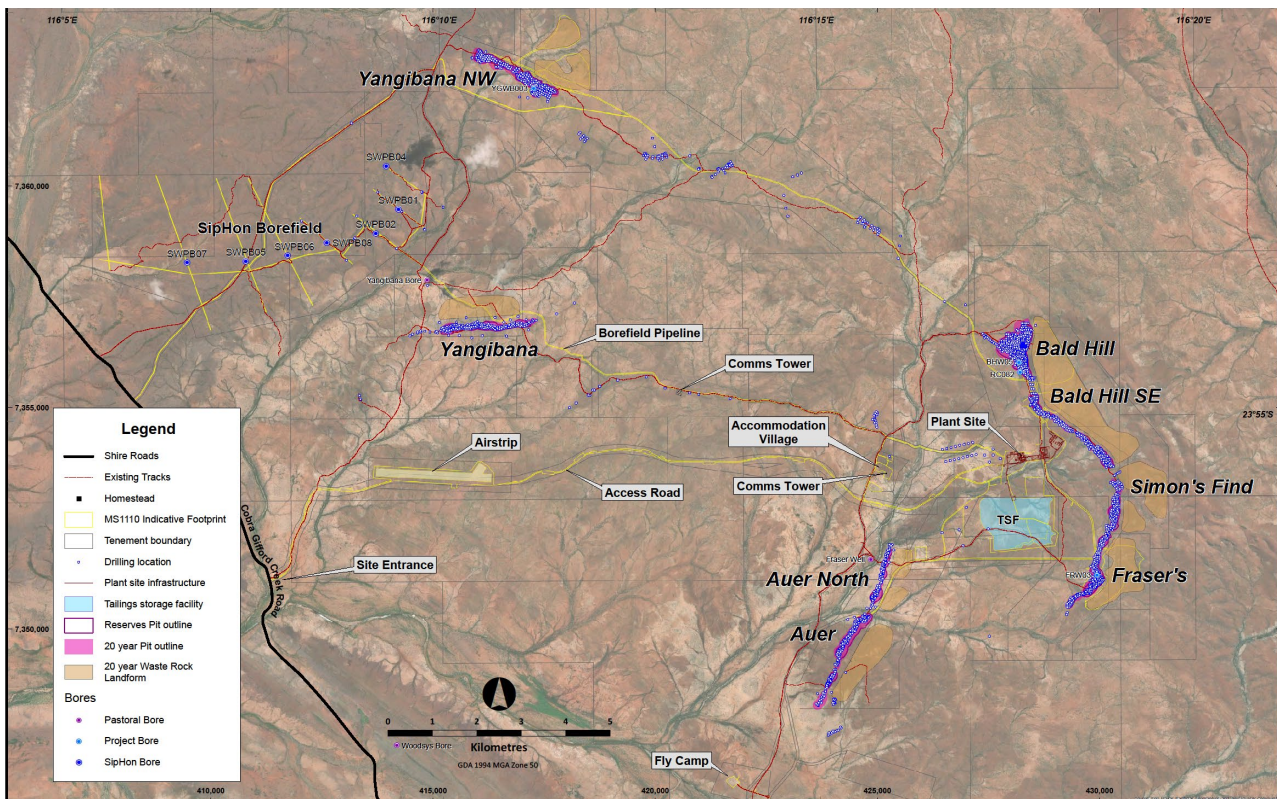 116°5'E
116°10'E
116°15'E
116°20'E
Yangibana NW
YGWB003
SWPB04
7,360,000
SWPB01
SipHon Borefield
SWPB02
SWPB08
SWPB06
SWPB05
SWPB07
Yangibana Bore
Borefield Pipeline
Yangibana
Bald Hill
Comms Tower
RC062
Bald Hill SE
7,355,000
23°55'S
Legend
Shire Roads
Existing Tracks
Homestead
MS1110 Indicative Footprint
Tenement boundary
Drilling location
Plant site infrastructure
Tailings storage facility
Reserves Pit outline
20 year Pit outline
20 year Waste Rock
Landform
Bores
Pastoral Bore
Project Bore
SipHon Bore
Accommodation
Village
Plant Site
Airstrip
Access Road
Comms Tower
Simon's Find
TSF
Cobra Gifford Creek Road
Site Entrance
Fraser Well
Auer North
FRW03
Fraser's
7,350,000
Auer
0 1 2 3 4 5
Kilometres
GDA 1994 MGA Zone 50
Woodsys Bore
Fly Camp
410,000
415,000
420,000
425,000
430,000